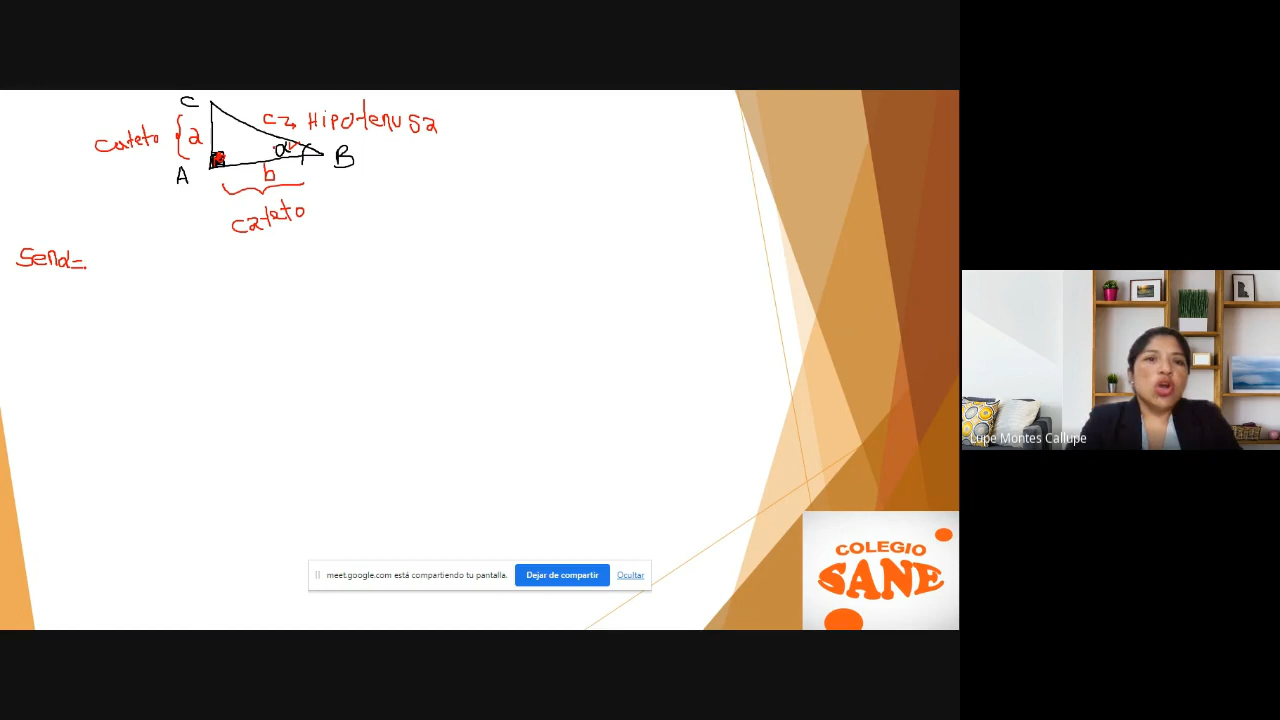 C
c → Hipotenusa
Cateto { a
α
B
A
b
Cateto
Senα=
Lupe Montes Callupe
COLEGIO
SANE
meet.google.com está compartiendo tu pantalla.
Dejar de compartir
Ocultar